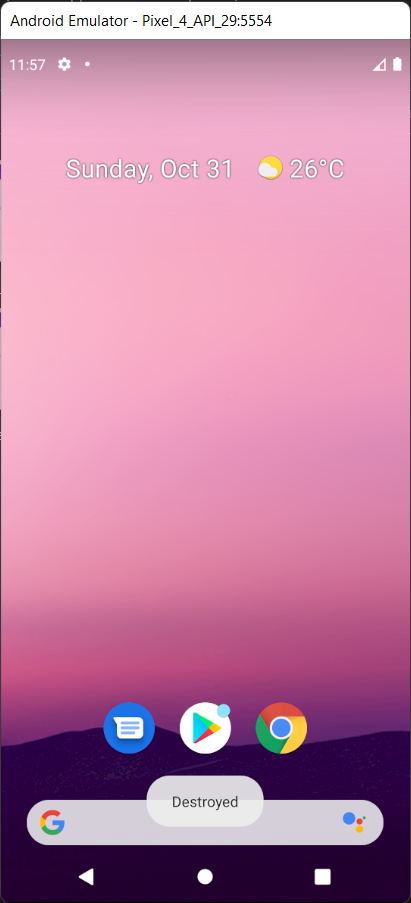 Android Emulator - Pixel_4_API_29:5554
11:57
Sunday, Oct 31 26°C
Destroyed